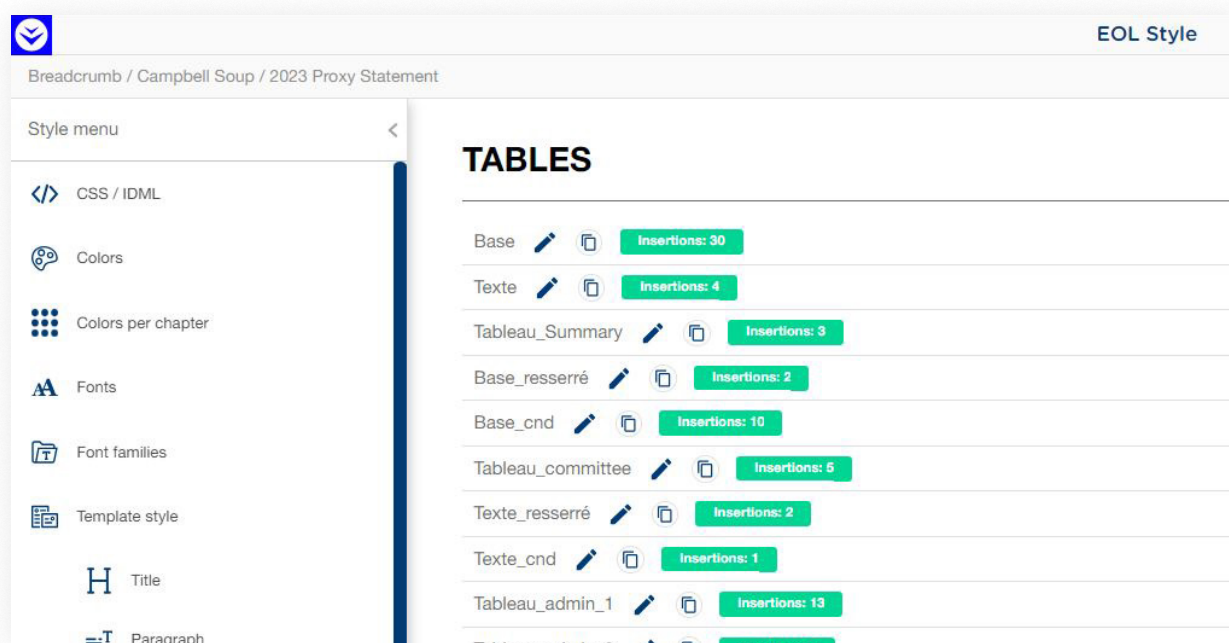 EOL Style
Breadcrumb / Campbell Soup / 2023 Proxy Statement
Style menu
CSS / IDML
Colors
Colors per chapter
Fonts
Font families
Template style
Title
Paragraph
TABLES
Base Insertions: 30
Texte Insertions: 4
Tableau_Summary Insertions: 3
Base_resserré Insertions: 2
Base_cnd Insertions: 10
Tableau_committee Insertions: 5
Texte_resserré Insertions: 2
Texte_cnd Insertions: 1
Tableau_admin_1 Insertions: 13